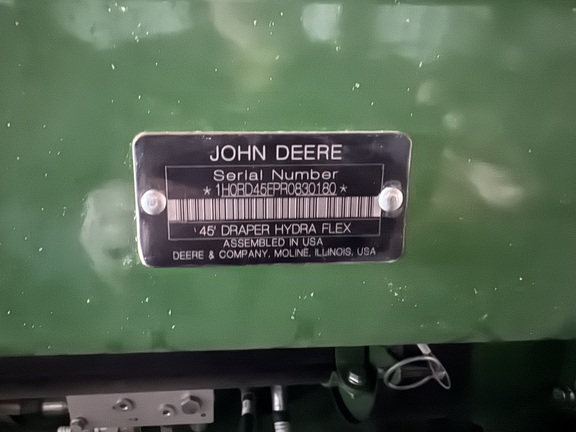 JOHN DEERE
Serial Number
*1H0RD45FPR0830180*
45' DRAPER HYDRA FLEX
ASSEMBLED IN USA
DEERE & COMPANY, MOLINE, ILLINOIS, USA